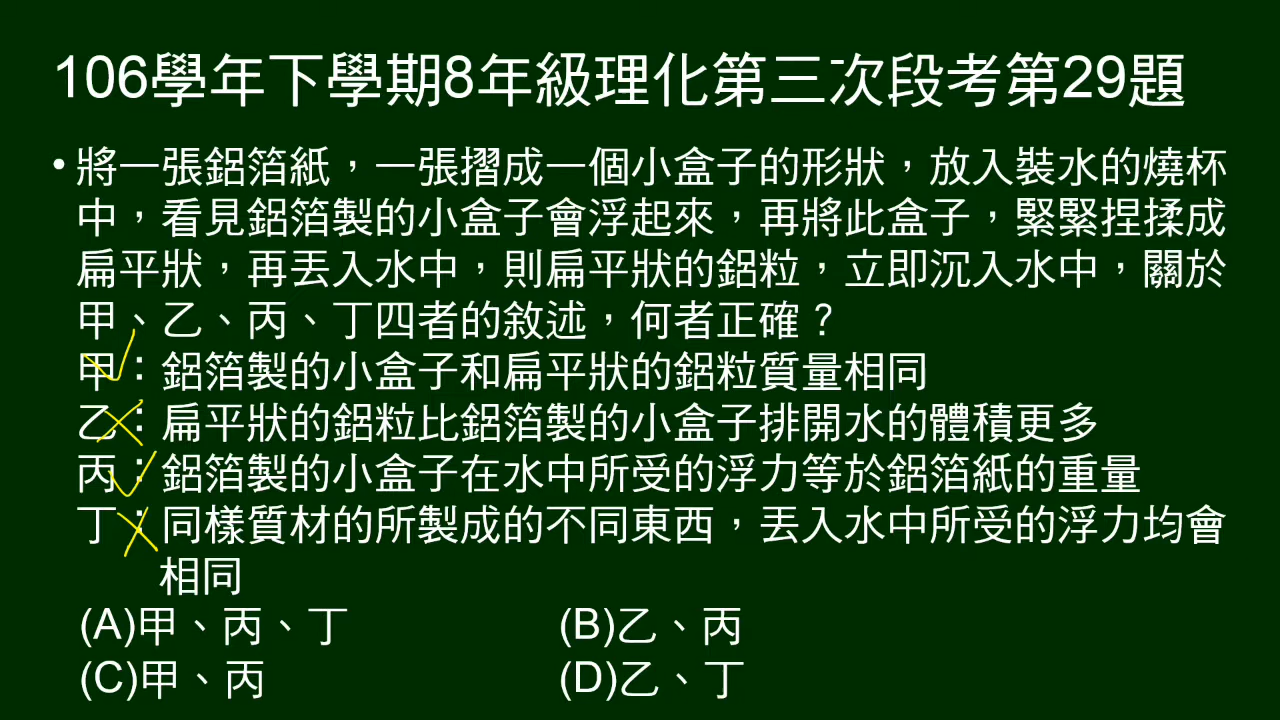 106學年下學期8年級理化第三次段考第29題
•將一張鋁箔紙，一張摺成一個小盒子的形狀，放入裝水的燒杯
中，看見鋁箔製的小盒子會浮起來，再將此盒子，緊緊捏揉成
扁平狀，再丟入水中，則扁平狀的鋁粒，立即沉入水中，關於
甲、乙、丙、丁四者的敘述，何者正確？
甲：鋁箔製的小盒子和扁平狀的鋁粒質量相同
乙：扁平狀的鋁粒比鋁箔製的小盒子排開水的體積更多
丙：鋁箔製的小盒子在水中所受的浮力等於鋁箔紙的重量
丁：同樣質材的所製成的不同東西，丟入水中所受的浮力均會
相同
(A)甲、丙、丁 (B)乙、丙
(C)甲、丙 (D)乙、丁